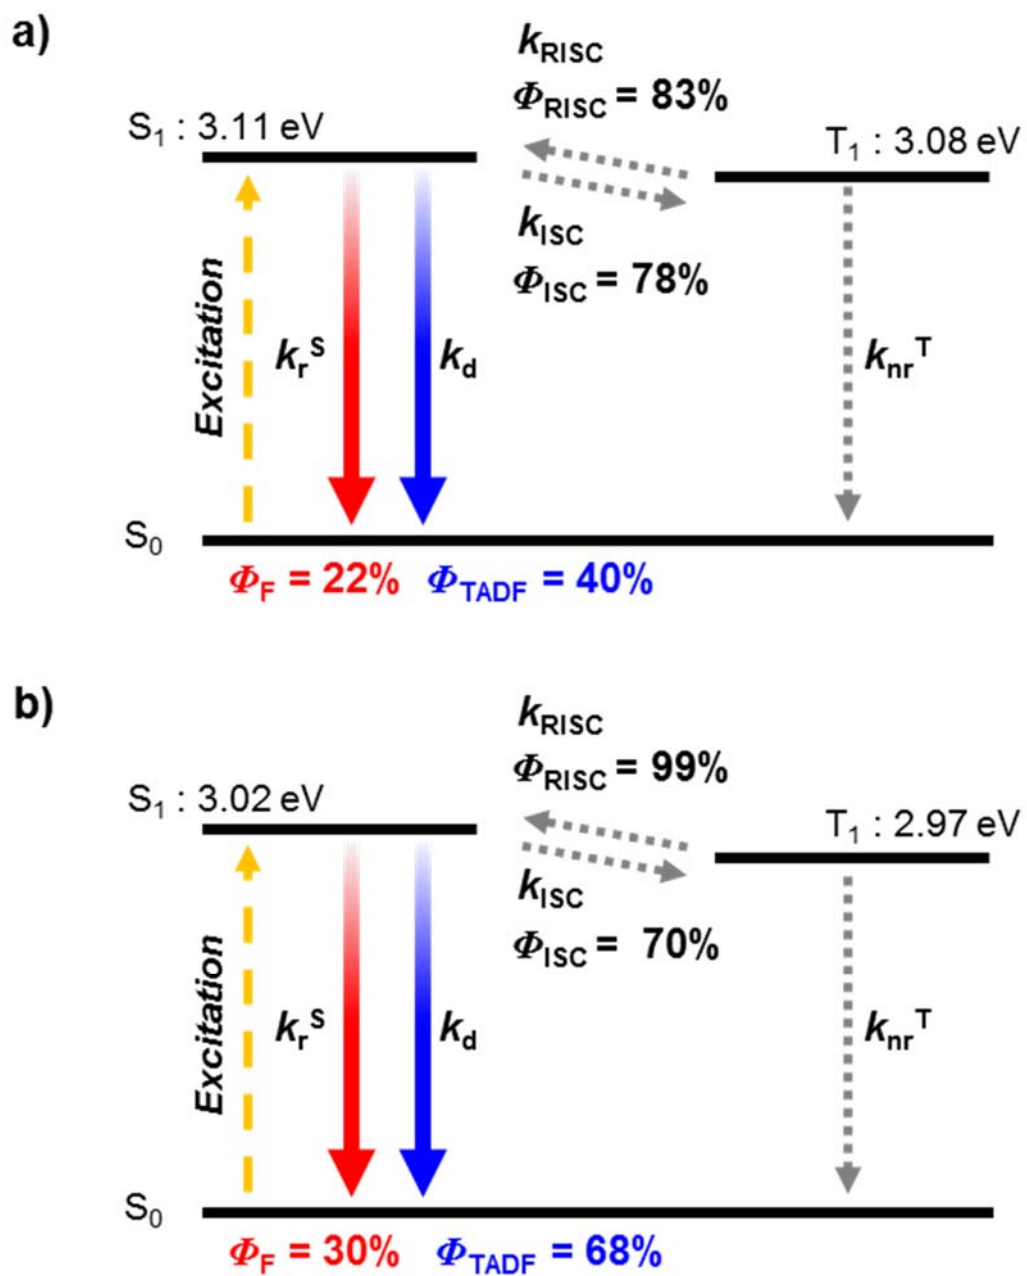 a)
k_RISC
Φ_RISC = 83%
S₁ : 3.11 eV
T₁ : 3.08 eV
k_ISC
Φ_ISC = 78%
Excitation
k_r^S
k_d
k_nr^T
S₀
Φ_F = 22% Φ_TADF = 40%
b)
k_RISC
Φ_RISC = 99%
S₁ : 3.02 eV
T₁ : 2.97 eV
k_ISC
Φ_ISC = 70%
Excitation
k_r^S
k_d
k_nr^T
S₀
Φ_F = 30% Φ_TADF = 68%